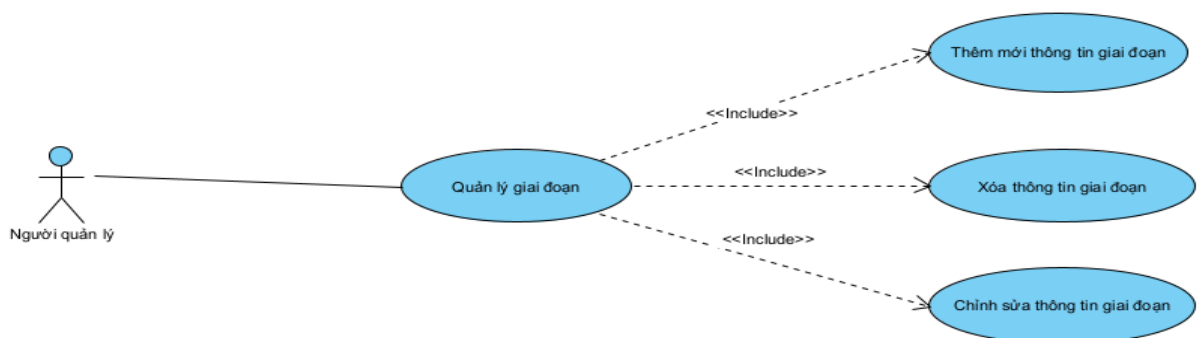 Thêm mới thông tin giai đoạn
<<Include>>
<<Include>>
Quản lý giai đoạn
Xóa thông tin giai đoạn
Người quản lý
<<Include>>
Chỉnh sửa thông tin giai đoạn